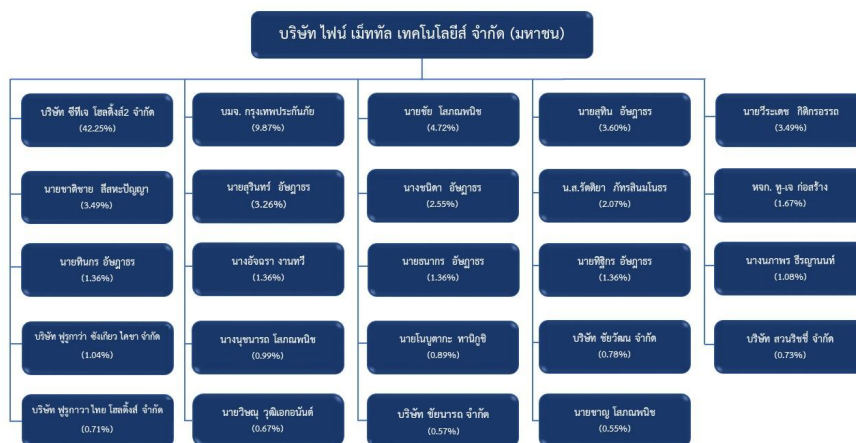 บริษัท ไฟน์ เม็ททัล เทคโนโลยีส์ จำกัด (มหาชน)
บริษัท ซีทีเจ โฮลดิ้งส์2 จำกัด
(42.25%)
บมจ. กรุงเทพประกันภัย
(9.87%)
นายชัย โสภณพนิช
(4.72%)
นายสุทิน อัษฎาธร
(3.60%)
นายวีระเดช กิติกรอรรถ
(3.49%)
นายชาติชาย ลีสหะปัญญา
(3.49%)
นายสุรินทร์ อัษฎาธร
(3.26%)
นางชนิดา อัษฎาธร
(2.55%)
น.ส.รัตติยา ภัทรสินมโนธร
(2.07%)
หจก. ทู-เจ ก่อสร้าง
(1.67%)
นายทินกร อัษฎาธร
(1.36%)
นางอัจฉรา งานทวี
(1.36%)
นายธนากร อัษฎาธร
(1.36%)
นายทิฐิกร อัษฎาธร
(1.36%)
นางนภาพร ธีรญานนท์
(1.08%)
บริษัท ฟูรูกาว่า ซังเกียว ไคชา จำกัด
(1.04%)
นางนุชนารถ โสภณพนิช
(0.99%)
นายโนบูตากะ ทานิกูชิ
(0.89%)
บริษัท ชัยวัฒน จำกัด
(0.78%)
บริษัท สวนริชชี่ จำกัด
(0.73%)
บริษัท ฟูรูกาวา ไทย โฮลดิ้งส์ จำกัด
(0.71%)
นายวิษณุ วุฒิเอกอนันต์
(0.67%)
บริษัท ชัยนารถ จำกัด
(0.57%)
นายชาญ โสภณพนิช
(0.55%)